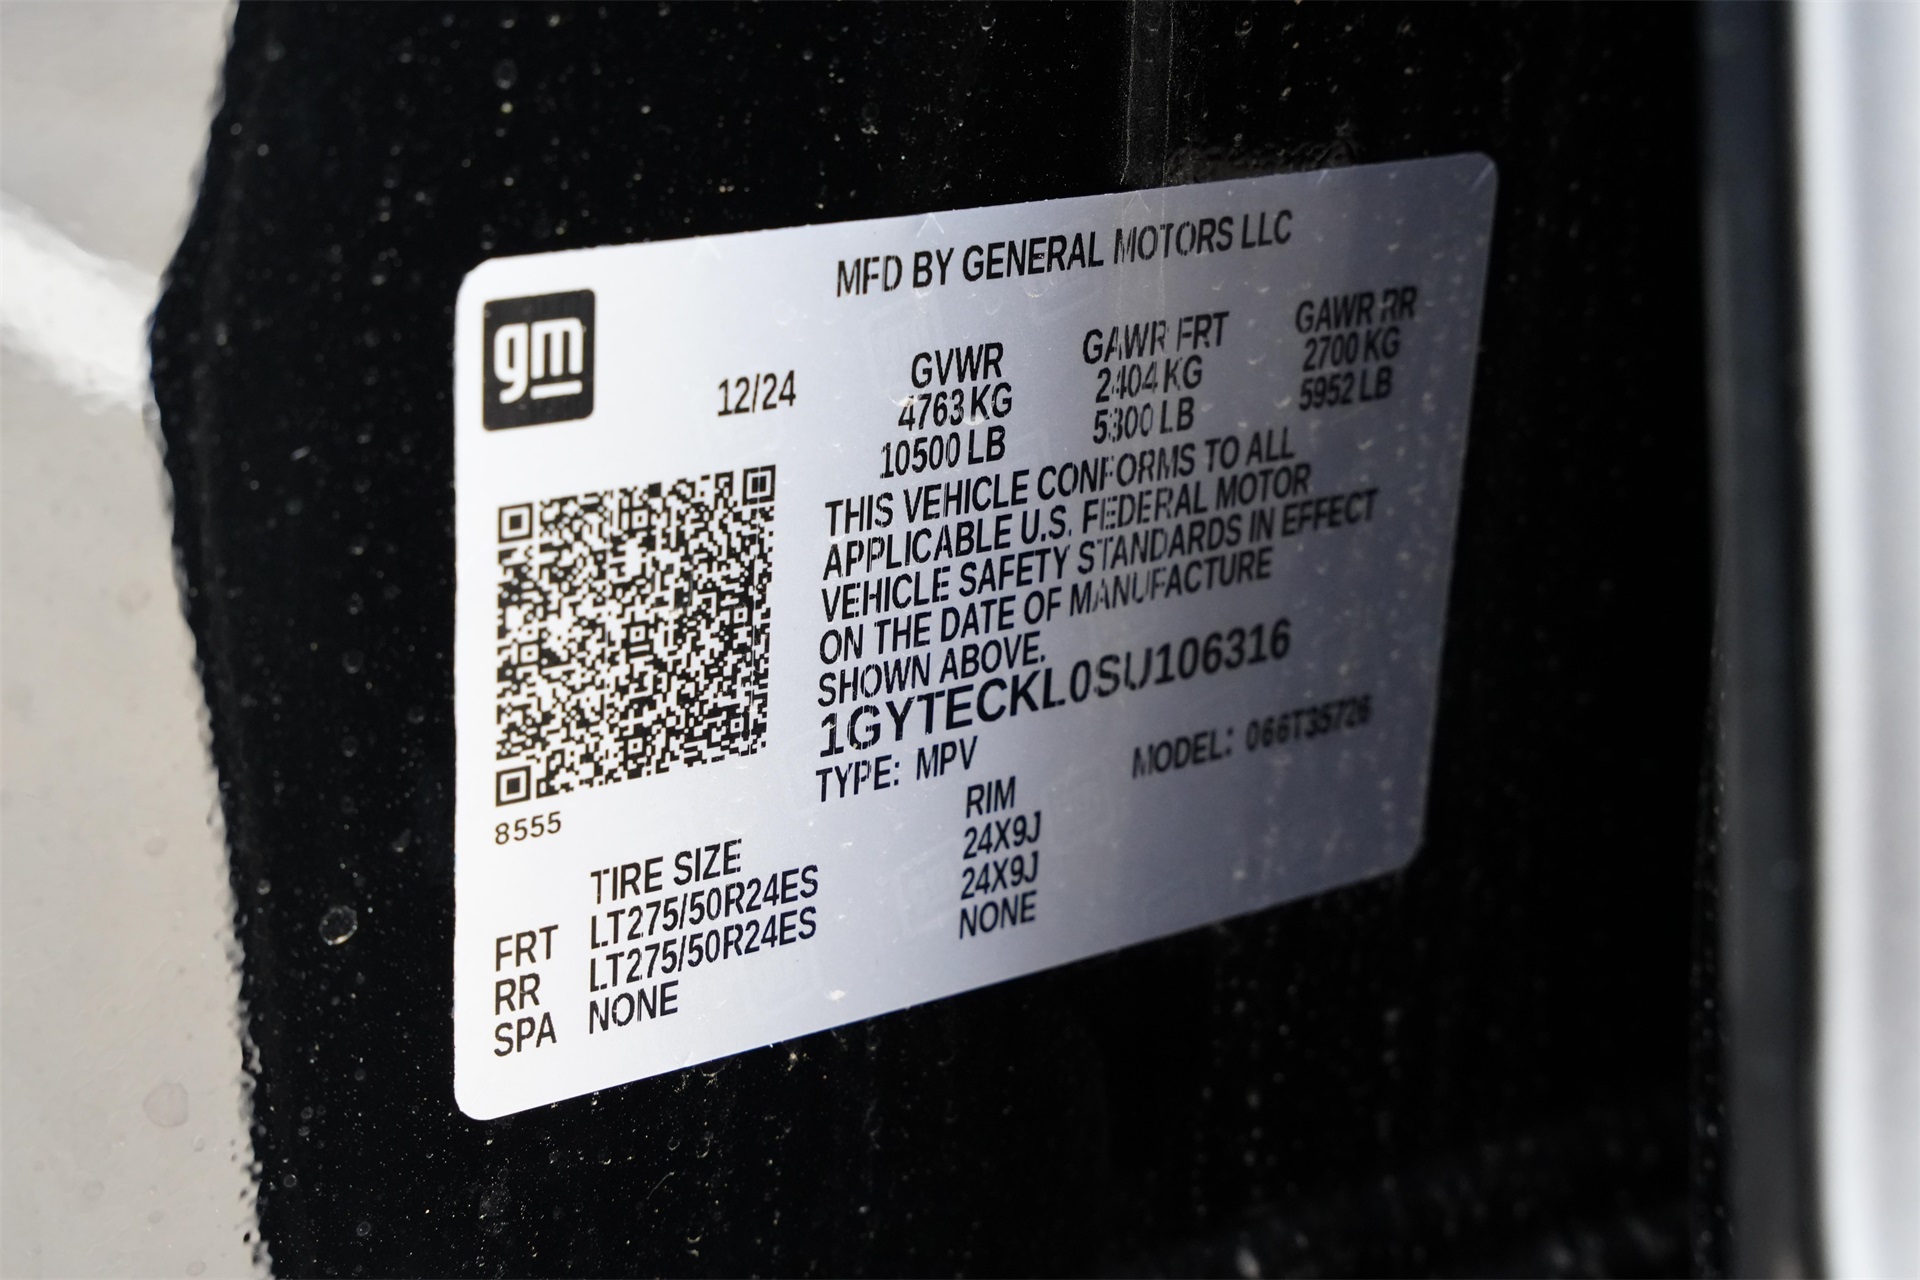 MFD BY GENERAL MOTORS LLC
gm
12/24
GVWR GAWR FRT GAWR RR
4763 KG 2404 KG 2700 KG
10500 LB 5300 LB 5952 LB
THIS VEHICLE CONFORMS TO ALL
APPLICABLE U.S. FEDERAL MOTOR
VEHICLE SAFETY STANDARDS IN EFFECT
ON THE DATE OF MANUFACTURE
SHOWN ABOVE.
1GYTECKL0SU106316
TYPE: MPV MODEL: 066T35726
8555
TIRE SIZE RIM
FRT LT275/50R24ES 24X9J
RR LT275/50R24ES 24X9J
SPA NONE NONE